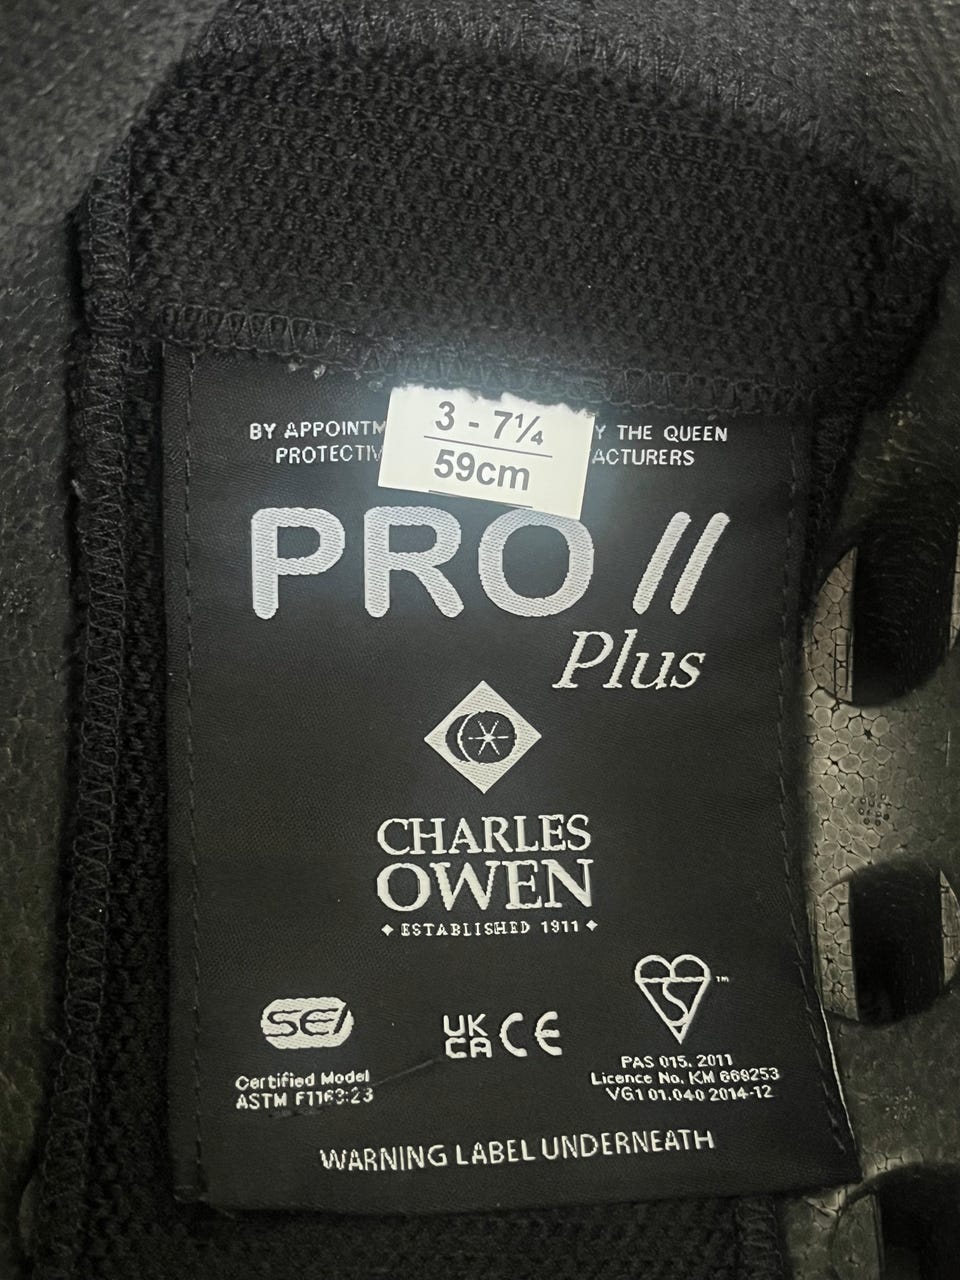 3 - 7¼
59cm
BY APPOINTM Y THE QUEEN
PROTECTIV ACTURERS
PRO II
Plus
CHARLES
OWEN
ESTABLISHED 1911
SEI
Certified Model
ASTM F1163:23
UK
CA CE
S ™
PAS 015. 2011
Licence No. KM 669253
VG1 01.040 2014-12
WARNING LABEL UNDERNEATH